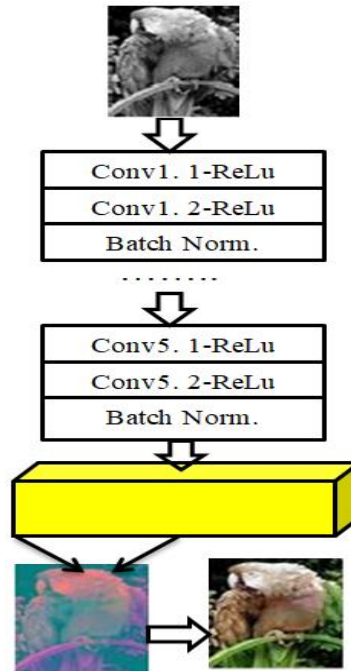 Conv1. 1-ReLu
Conv1. 2-ReLu
Batch Norm.
........
Conv5. 1-ReLu
Conv5. 2-ReLu
Batch Norm.